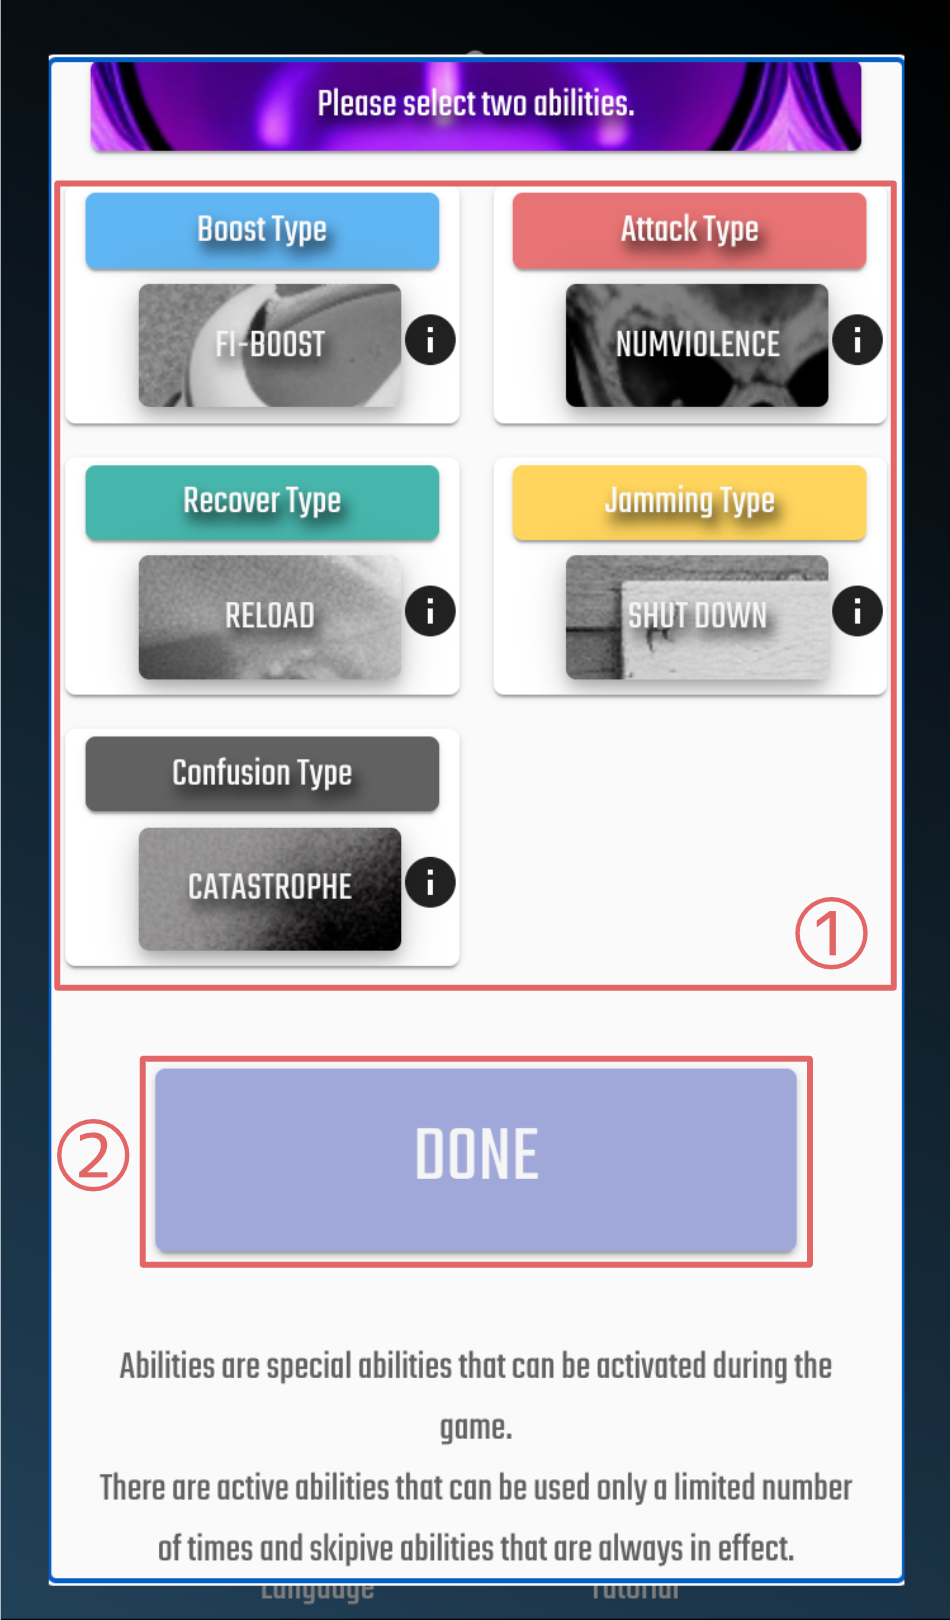 Please select two abilities.
Boost Type
Attack Type
FI-BOOST
i
NUMVIOLENCE
i
Recover Type
Jamming Type
RELOAD
i
SHUT DOWN
i
Confusion Type
CATASTROPHE
i
①
②
DONE
Abilities are special abilities that can be activated during the
game.
There are active abilities that can be used only a limited number
of times and skipive abilities that are always in effect.
Language
Tutorial